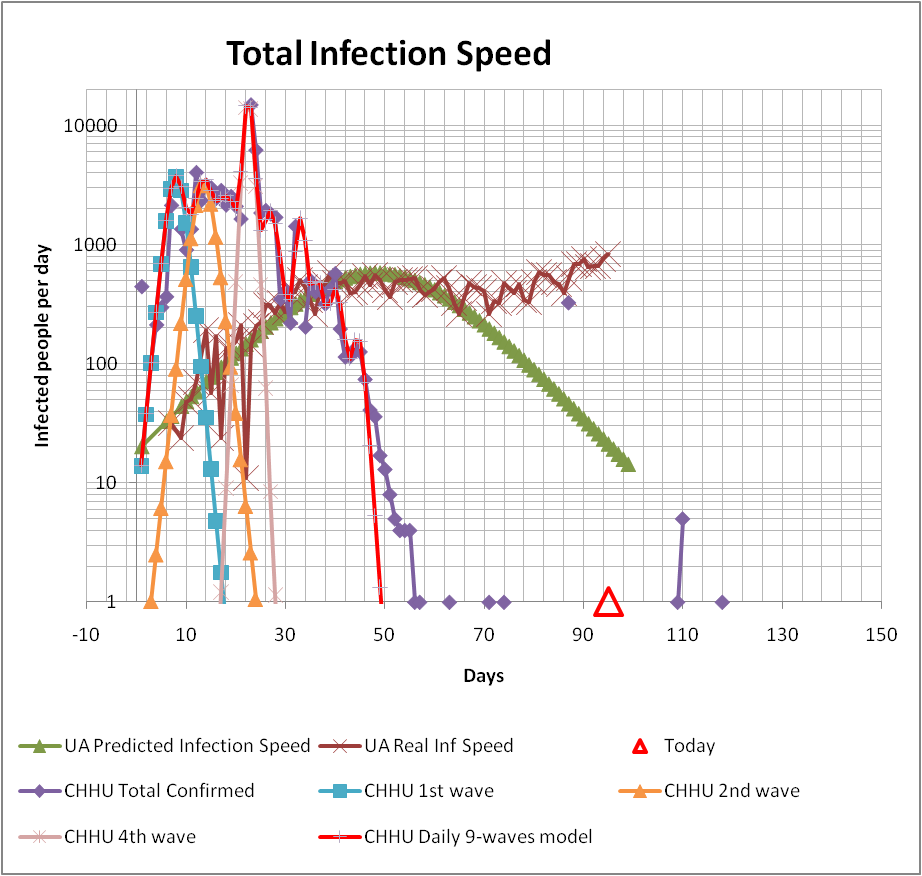 Total Infection Speed
10000
1000
100
10
1
Infected people per day
-10 10 30 50 70 90 110 130 150
Days
UA Predicted Infection Speed UA Real Inf Speed Today
CHHU Total Confirmed CHHU 1st wave CHHU 2nd wave
CHHU 4th wave CHHU Daily 9-waves model